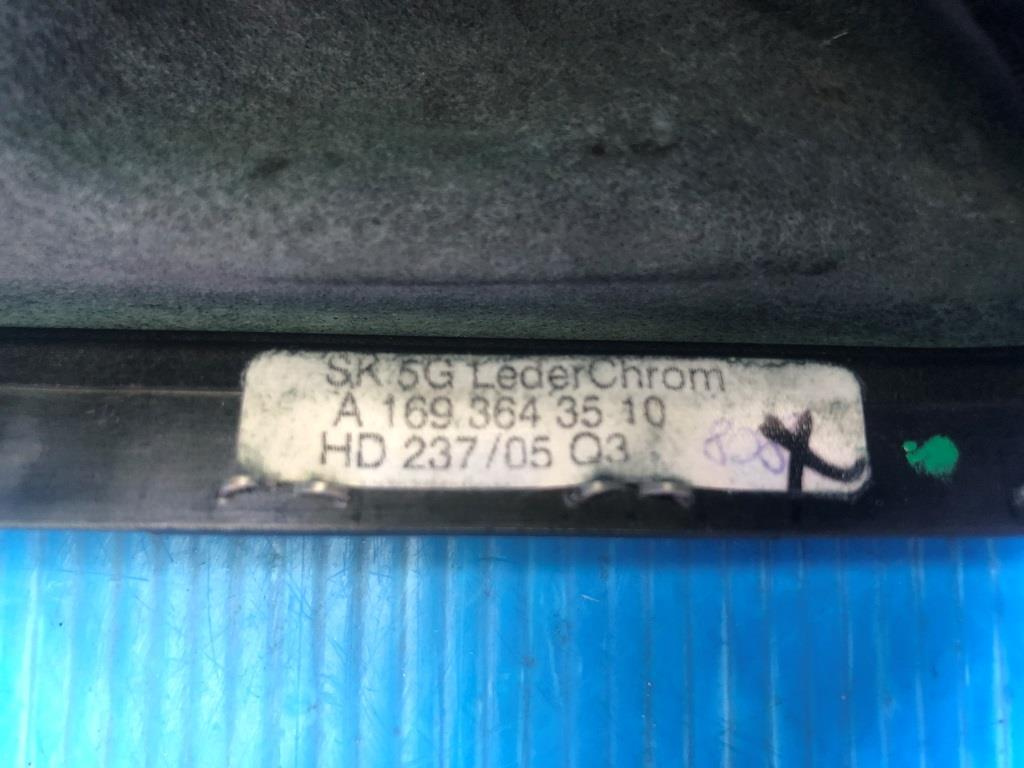 SK 5G LederChrom
A 169 364 35 10
HD 237/05 Q3